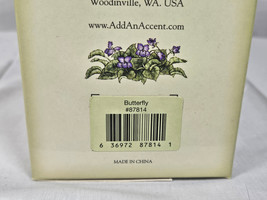 Woodinville, WA. USA
www.AddAnAccent.com
Butterfly
#87814
6 36972 87814 1
MADE IN CHINA